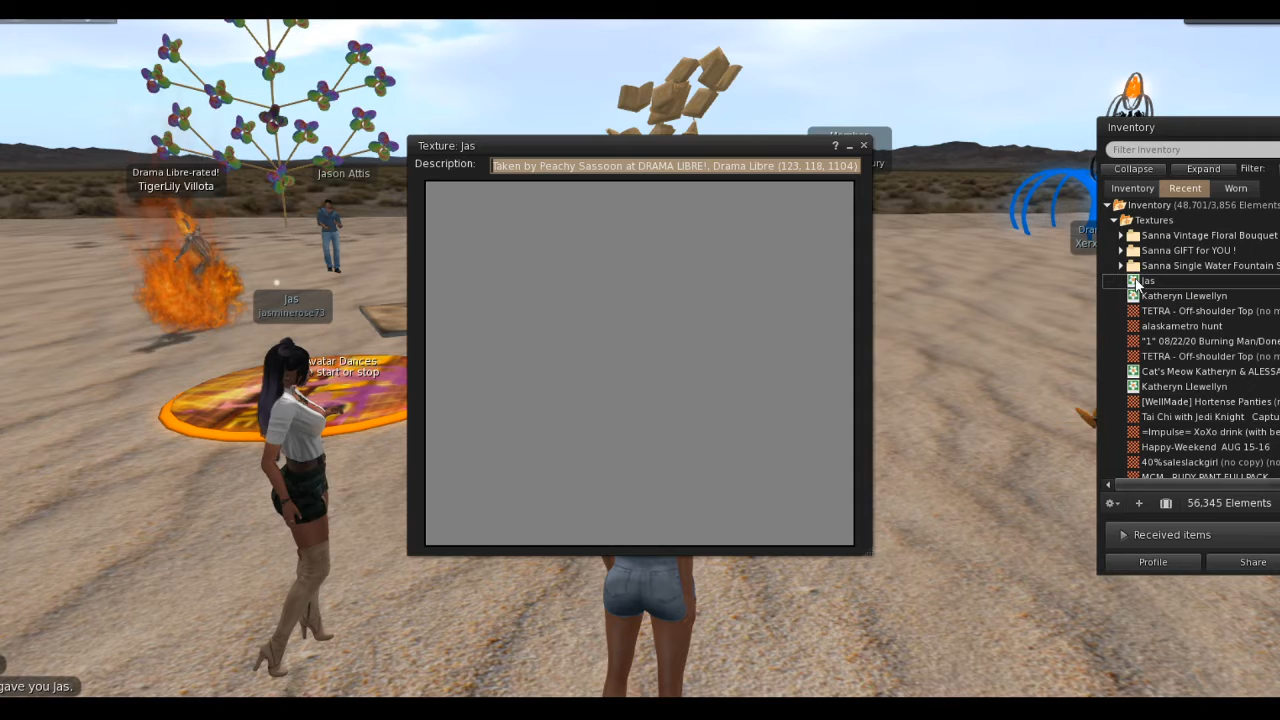 Drama Libre-rated!
TigerLily Villota
Jason Attis
Jas
jasminerose73
Avatar Dances
start or stop
gave you Jas.
Texture: Jas
Description: Taken by Peachy Sassoon at DRAMA LIBRE!, Drama Libre (123, 118, 1104)
Inventory
Filter Inventory
Collapse Expand Filter:
Inventory Recent Worn
Inventory (48,701/3,856 Elements
Textures
Sanna Vintage Floral Bouquet
Sanna GIFT for YOU !
Sanna Single Water Fountain S
Jas
Katheryn Llewellyn
TETRA - Off-shoulder Top (no m
alaskametro hunt
"1" 08/22/20 Burning Man/Done
TETRA - Off-shoulder Top (no m
Cat's Meow Katheryn & ALESSA
Katheryn Llewellyn
[WellMade] Hortense Panties (r
Tai Chi with Jedi Knight Captu
=Impulse= XoXo drink (with be
Happy-Weekend AUG 15-16
40%saleslackgirl (no copy) (no
56,345 Elements
Received items
Profile Share